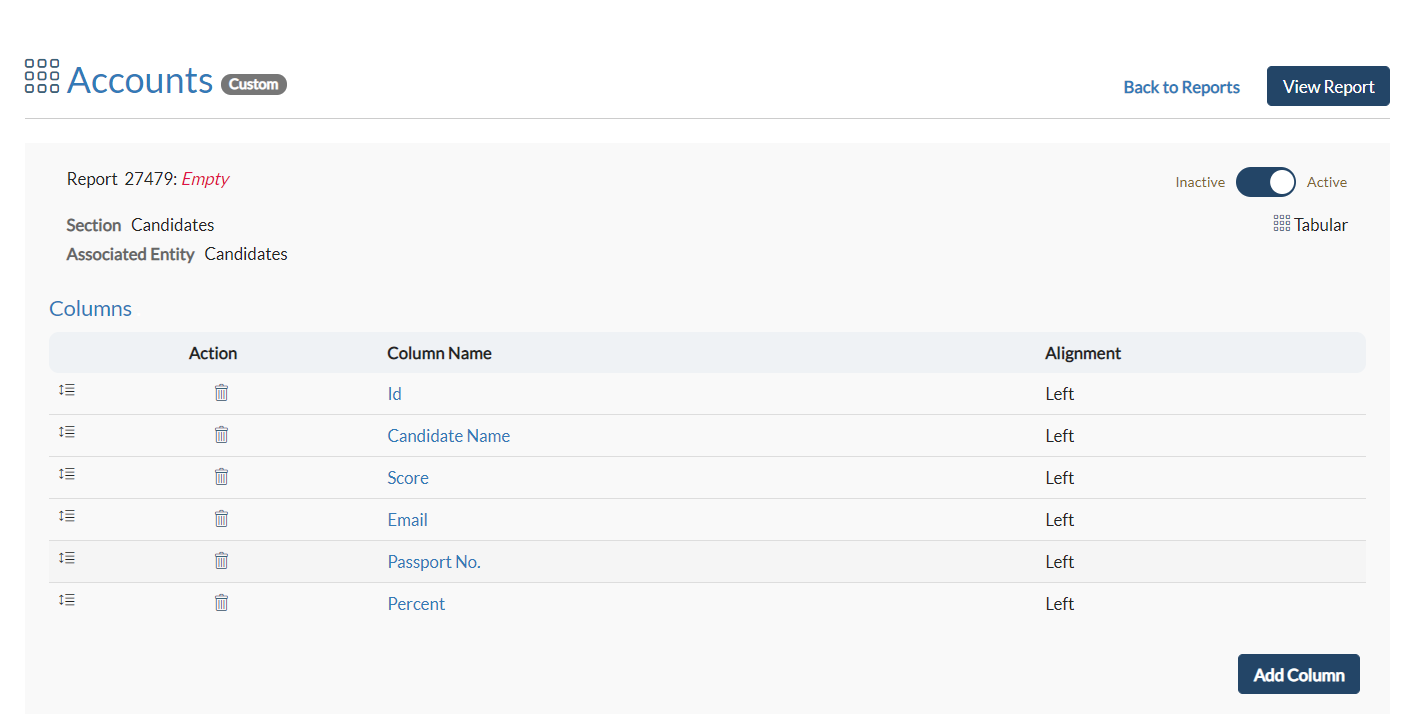 Accounts Custom
Back to Reports View Report
Report 27479: Empty
Inactive Active
Section Candidates
Tabular
Associated Entity Candidates
Columns
Action Column Name Alignment
Id Left
Candidate Name Left
Score Left
Email Left
Passport No. Left
Percent Left
Add Column